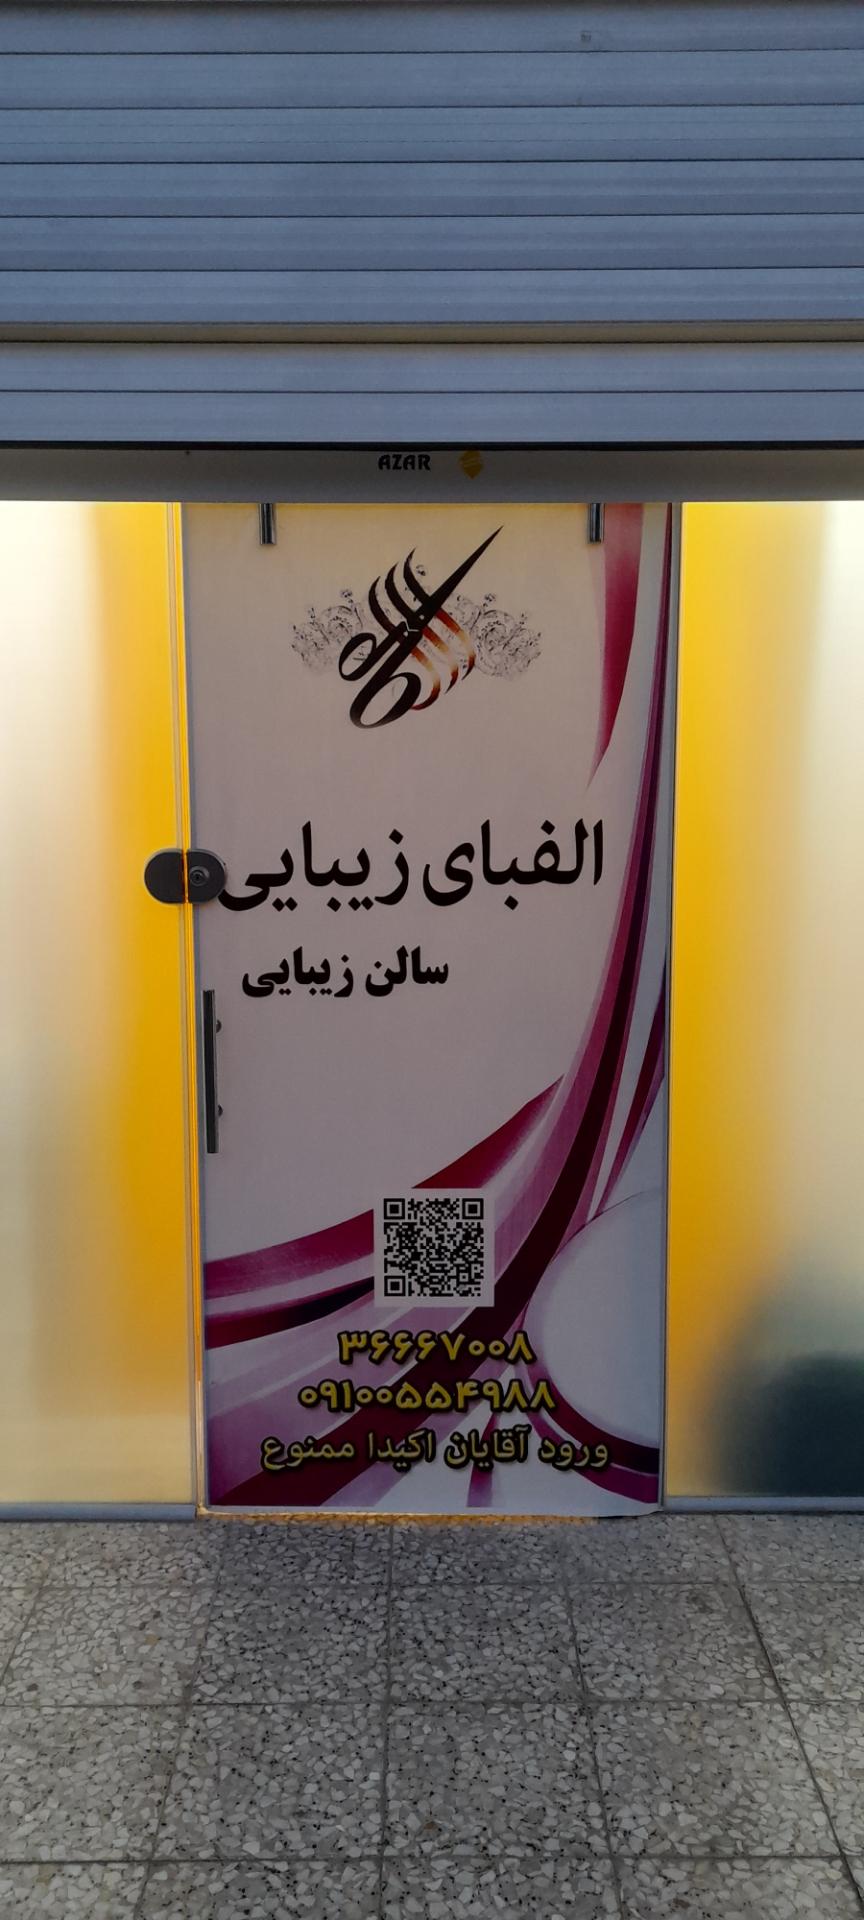 AZAR
الفبای زیبایی
سالن زیبایی
۳۶۶۶۷۰۰۸
۰۹۱۰۰۵۵۴۹۸۸
ورود آقایان اکیدا ممنوع